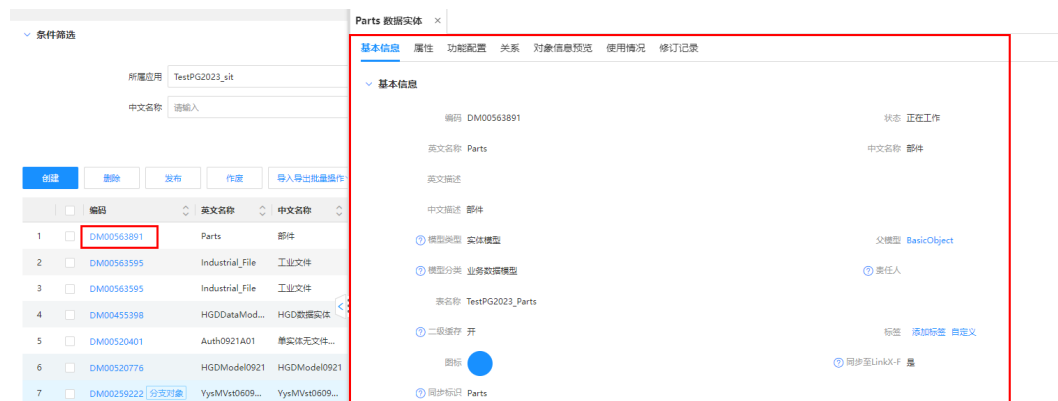 Parts 数据实体 ×
条件筛选
所属应用 TestPG2023_sit
中文名称 请输入
创建 删除 发布 作废 导入导出批量操作
编码 英文名称 中文名称
1 DM00563891 Parts 部件
2 DM00563595 Industrial_File 工业文件
3 DM00563595 Industrial_File 工业文件
4 DM00455398 HGDDataMod... HGD数据实体
5 DM00520401 Auth0921A01 单实体无文件...
6 DM00520776 HGDModel0921 HGDModel0921
7 DM00259222 分支对象 YysMVst0609... YysMVst0609...
基本信息 属性 功能配置 关系 对象信息预览 使用情况 修订记录
基本信息
编码 DM00563891 状态 正在工作
英文名称 Parts 中文名称 部件
英文描述
中文描述 部件
? 模型类型 实体模型 父模型 BasicObject
? 模型分类 业务数据模型 ? 责任人
表名称 TestPG2023_Parts
? 二级缓存 开 标签 添加标签 自定义
图标 ? 同步至LinkX-F 是
? 同步标识 Parts